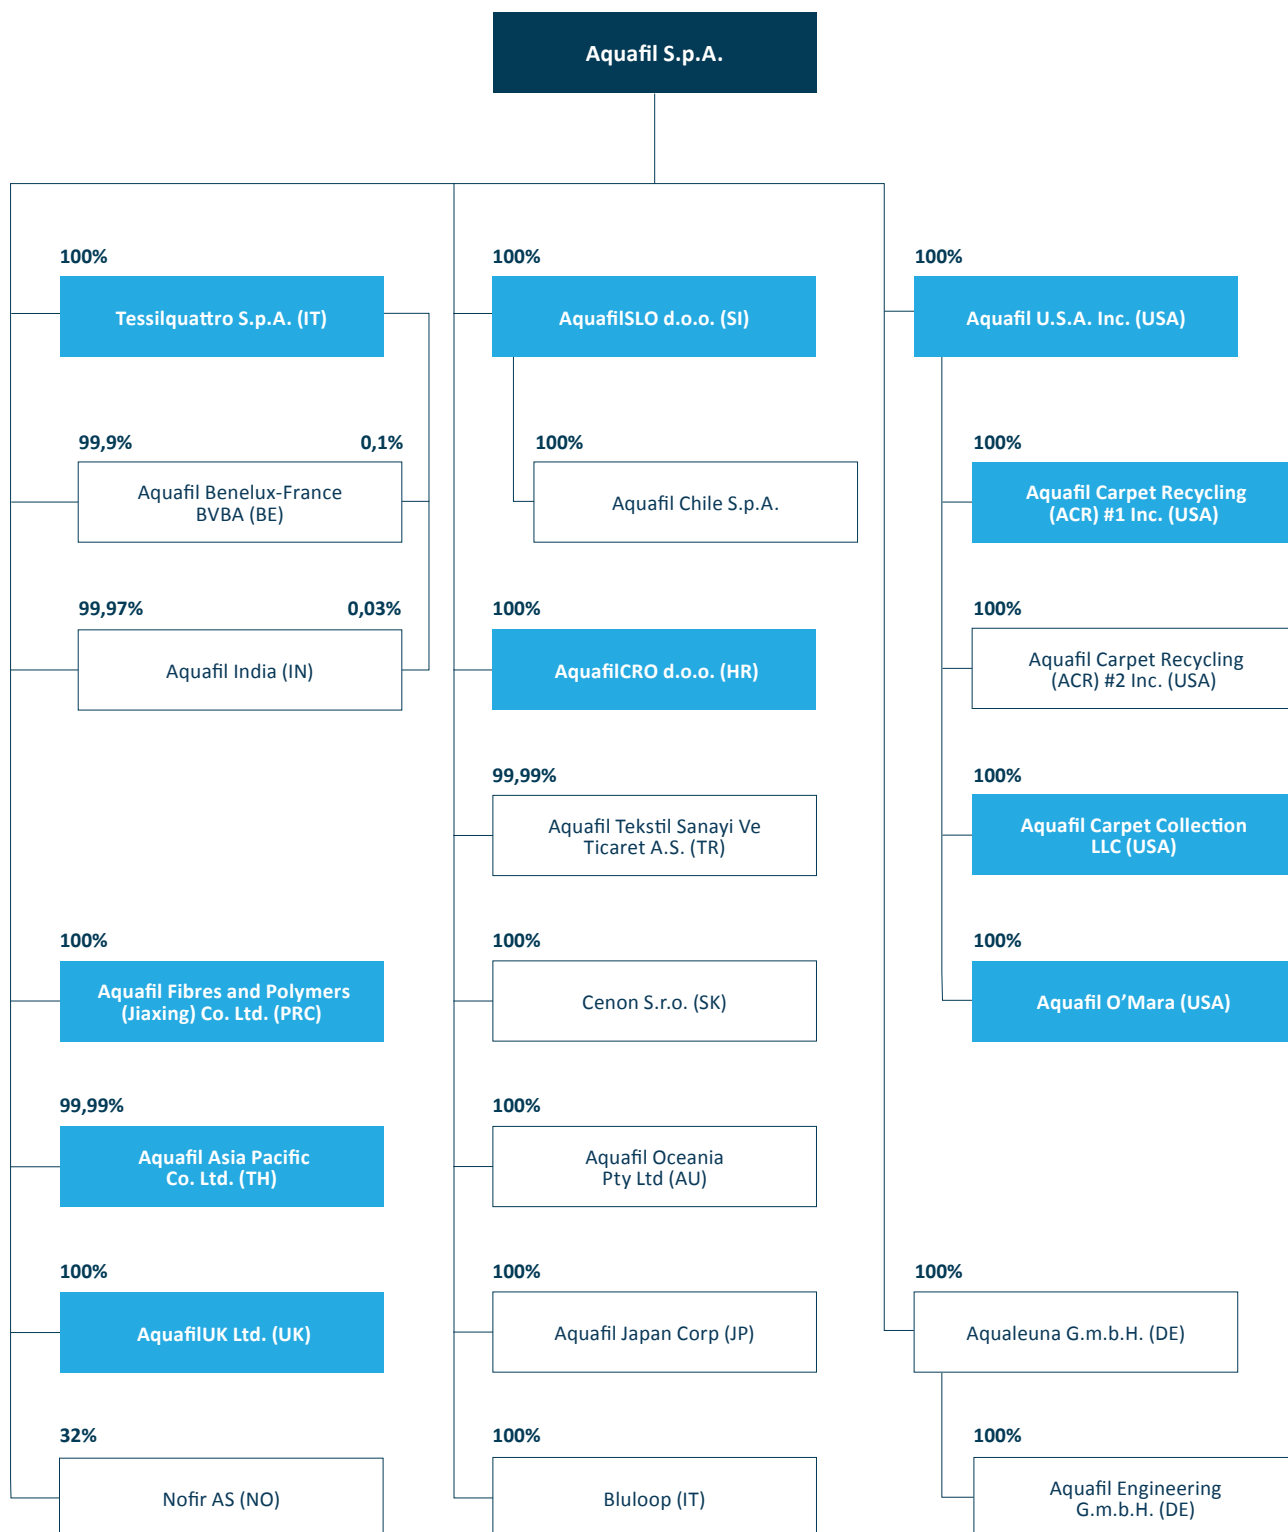 Aquafil S.p.A.
100%
Tessilquattro S.p.A. (IT)
99,9%
0,1%
Aquafil Benelux-France
BVBA (BE)
99,97%
0,03%
Aquafil India (IN)
100%
Aquafil Fibres and Polymers
(Jiaxing) Co. Ltd. (PRC)
99,99%
Aquafil Asia Pacific
Co. Ltd. (TH)
100%
AquafilUK Ltd. (UK)
32%
Nofir AS (NO)
100%
AquafilSLO d.o.o. (SI)
100%
Aquafil Chile S.p.A.
100%
AquafilCRO d.o.o. (HR)
99,99%
Aquafil Tekstil Sanayi Ve
Ticaret A.S. (TR)
100%
Cenon S.r.o. (SK)
100%
Aquafil Oceania
Pty Ltd (AU)
100%
Aquafil Japan Corp (JP)
100%
Bluloop (IT)
100%
Aquafil U.S.A. Inc. (USA)
100%
Aquafil Carpet Recycling
(ACR) #1 Inc. (USA)
100%
Aquafil Carpet Recycling
(ACR) #2 Inc. (USA)
100%
Aquafil Carpet Collection
LLC (USA)
100%
Aquafil O’Mara (USA)
100%
Aqualeuna G.m.b.H. (DE)
100%
Aquafil Engineering
G.m.b.H. (DE)